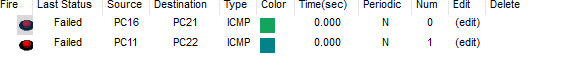 Fire Last Status Source Destination Type Color Time(sec) Periodic Num Edit Delete
Failed PC16 PC21 ICMP 0.000 N 0 (edit)
Failed PC11 PC22 ICMP 0.000 N 1 (edit)